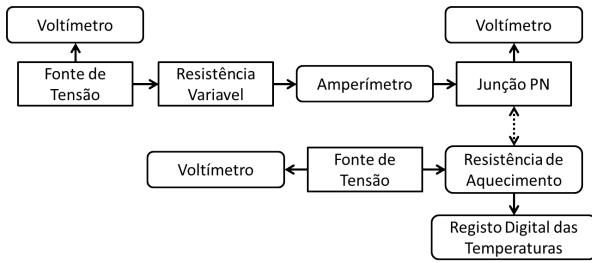 Voltímetro
Voltímetro
Fonte de
Tensão
Resistência
Variavel
Amperímetro
Junção PN
Voltímetro
Fonte de
Tensão
Resistência de
Aquecimento
Registo Digital das
Temperaturas